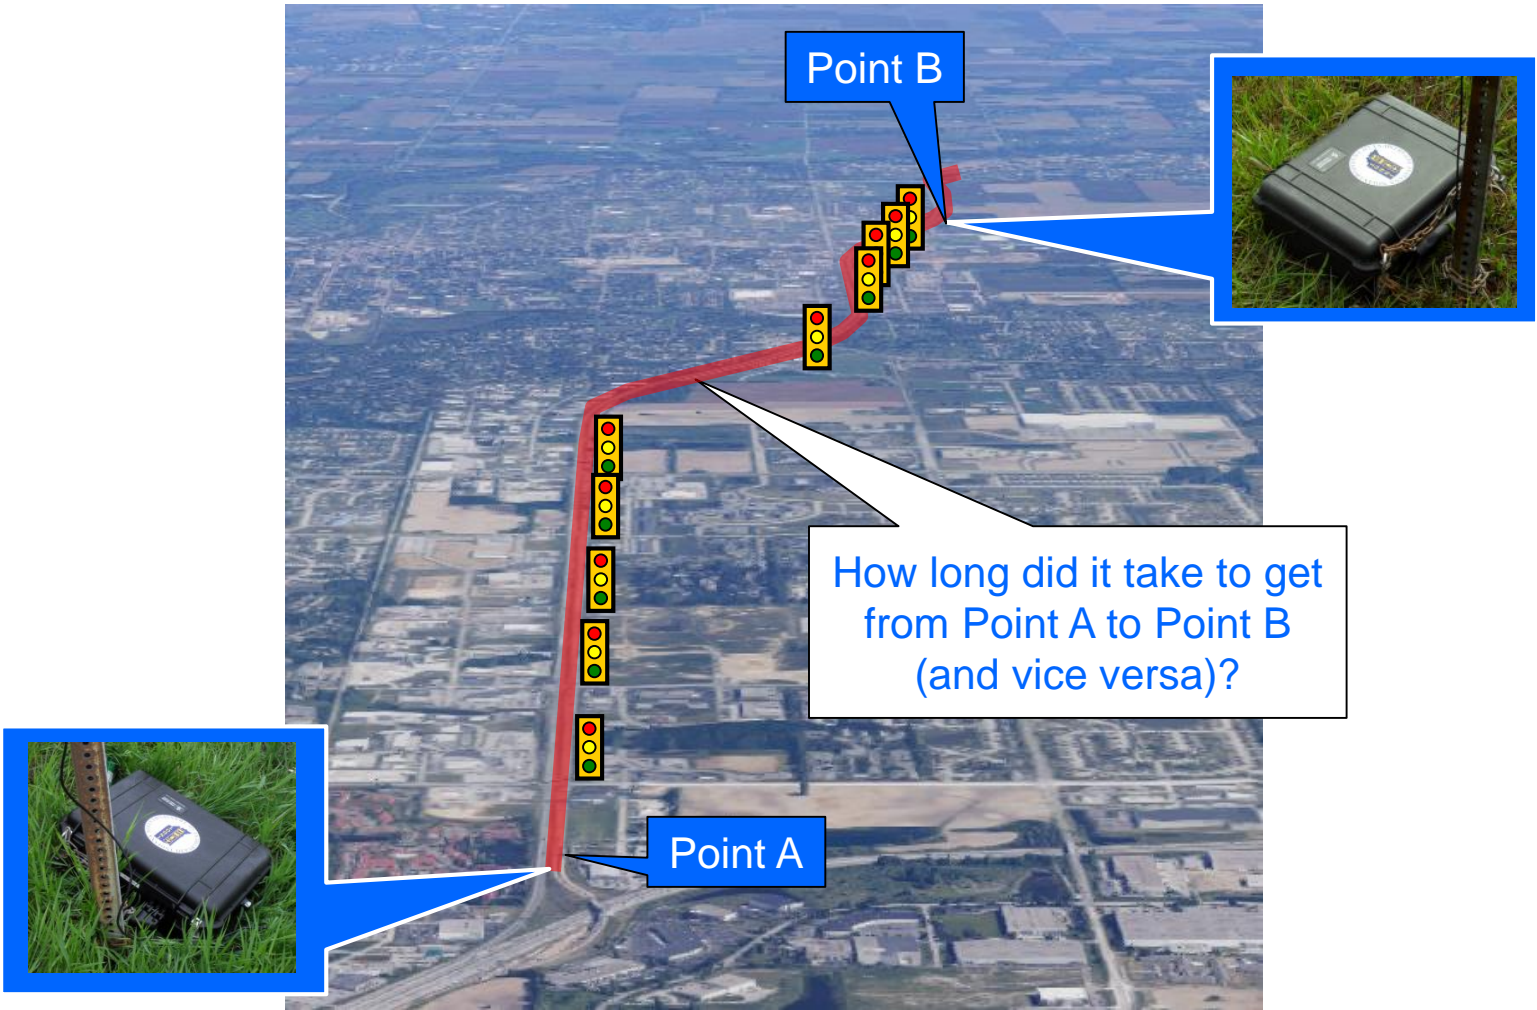 Point B
How long did it take to get
from Point A to Point B
(and vice versa)?
Point A